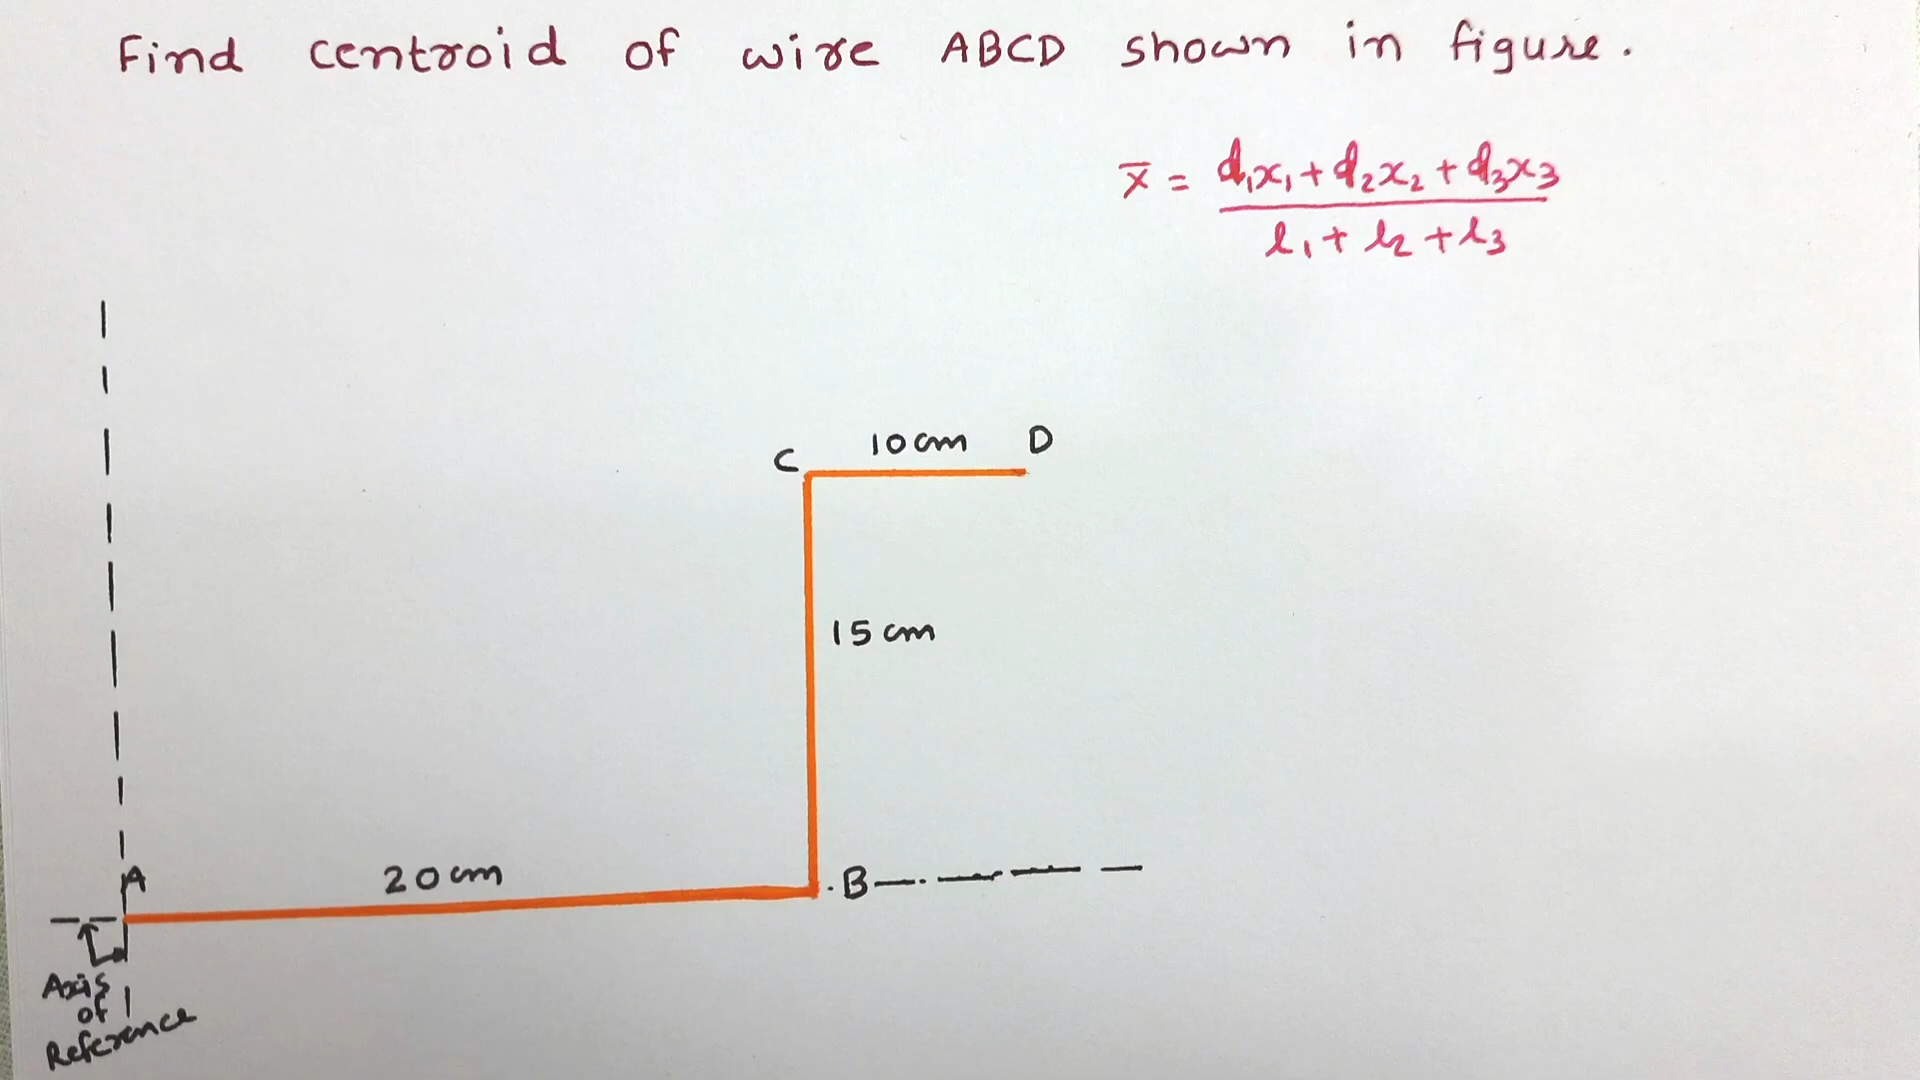 Find centroid of wire ABCD shown in figure.
x̄ = l₁x₁ + l₂x₂ + l₃x₃
l₁ + l₂ + l₃
C 10cm D
15 cm
A 20cm B
Axis
of
Reference